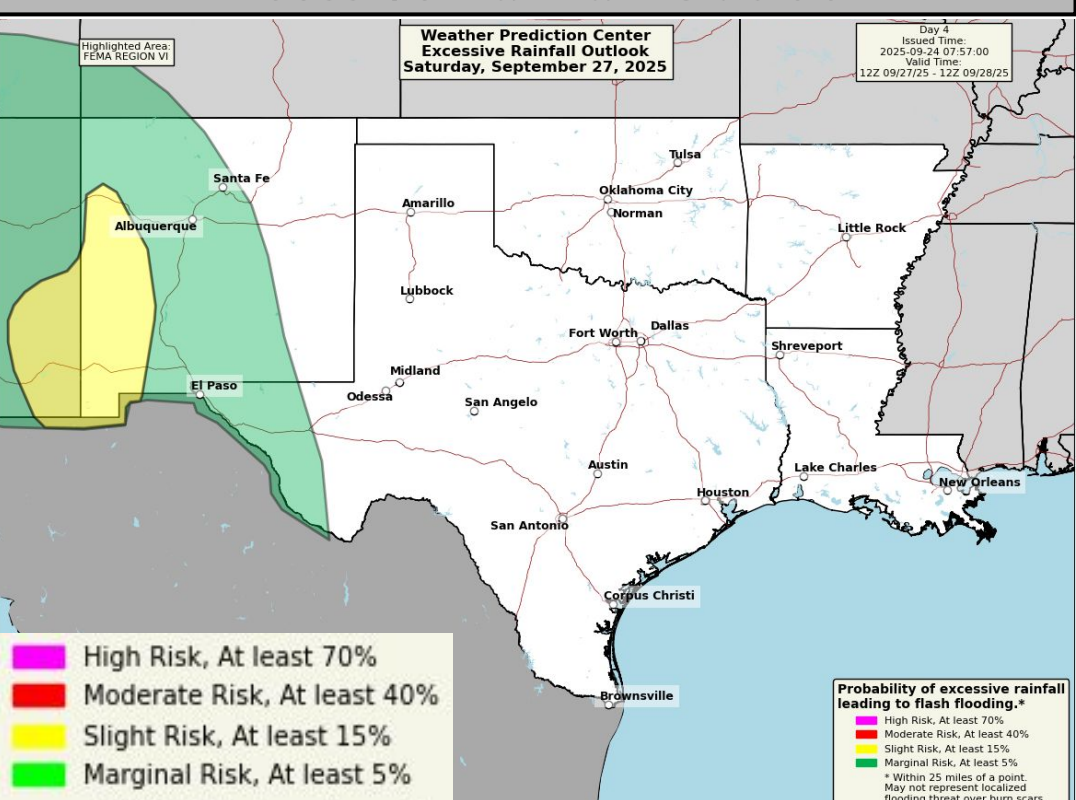 Highlighted Area:
FEMA REGION VI
Weather Prediction Center
Excessive Rainfall Outlook
Saturday, September 27, 2025
Day 4
Issued Time:
2025-09-24 07:57:00
Valid Time:
12Z 09/27/25 - 12Z 09/28/25
Santa Fe
Albuquerque
Amarillo
Tulsa
Oklahoma City
Norman
Little Rock
Lubbock
Fort Worth
Dallas
Shreveport
El Paso
Midland
Odessa
San Angelo
Austin
Lake Charles
New Orleans
Houston
San Antonio
Corpus Christi
Brownsville
High Risk, At least 70%
Moderate Risk, At least 40%
Slight Risk, At least 15%
Marginal Risk, At least 5%
Probability of excessive rainfall
leading to flash flooding.*
High Risk, At least 70%
Moderate Risk, At least 40%
Slight Risk, At least 15%
Marginal Risk, At least 5%
* Within 25 miles of a point.
May not represent localized
flooding threat over burn scars